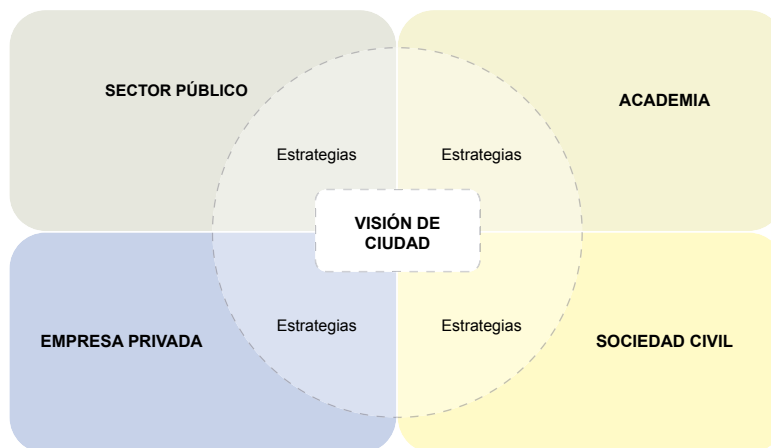 SECTOR PÚBLICO
ACADEMIA
Estrategias
Estrategias
VISIÓN DE
CIUDAD
Estrategias
Estrategias
EMPRESA PRIVADA
SOCIEDAD CIVIL